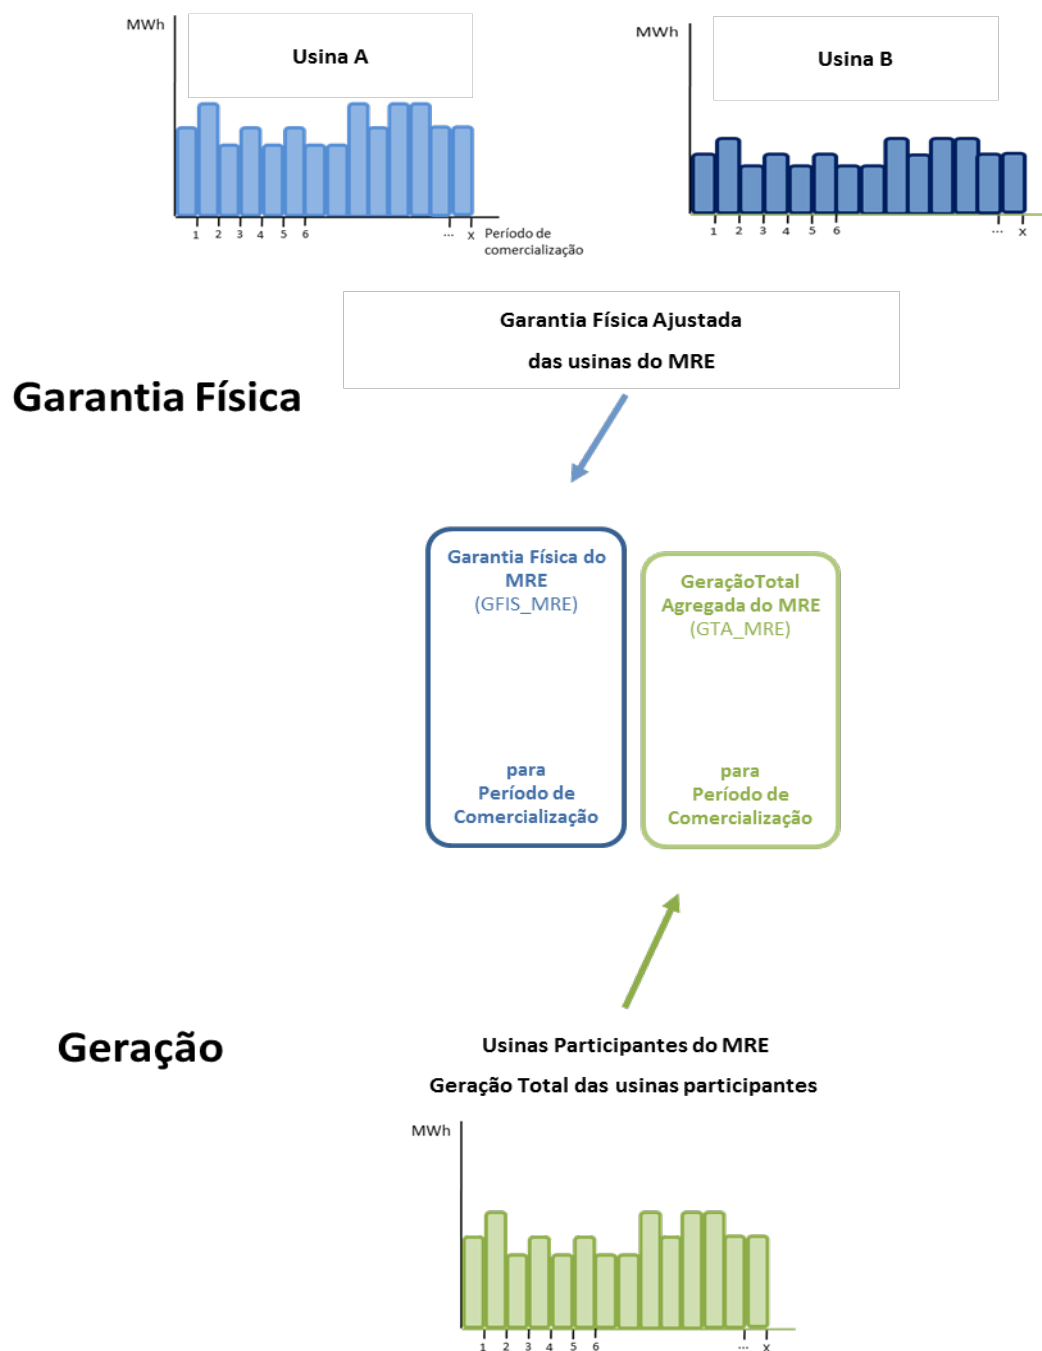 MWh
Usina A
1 2 3 4 5 6 ... X Período de
comercialização
MWh
Usina B
1 2 3 4 5 6 ... X
Garantia Física Ajustada
das usinas do MRE
Garantia Física
Garantia Física do
MRE
(GFIS_MRE)
para
Período de
Comercialização
GeraçãoTotal
Agregada do MRE
(GTA_MRE)
para
Período de
Comercialização
Geração
Usinas Participantes do MRE
Geração Total das usinas participantes
MWh
1 2 3 4 5 6 ... X